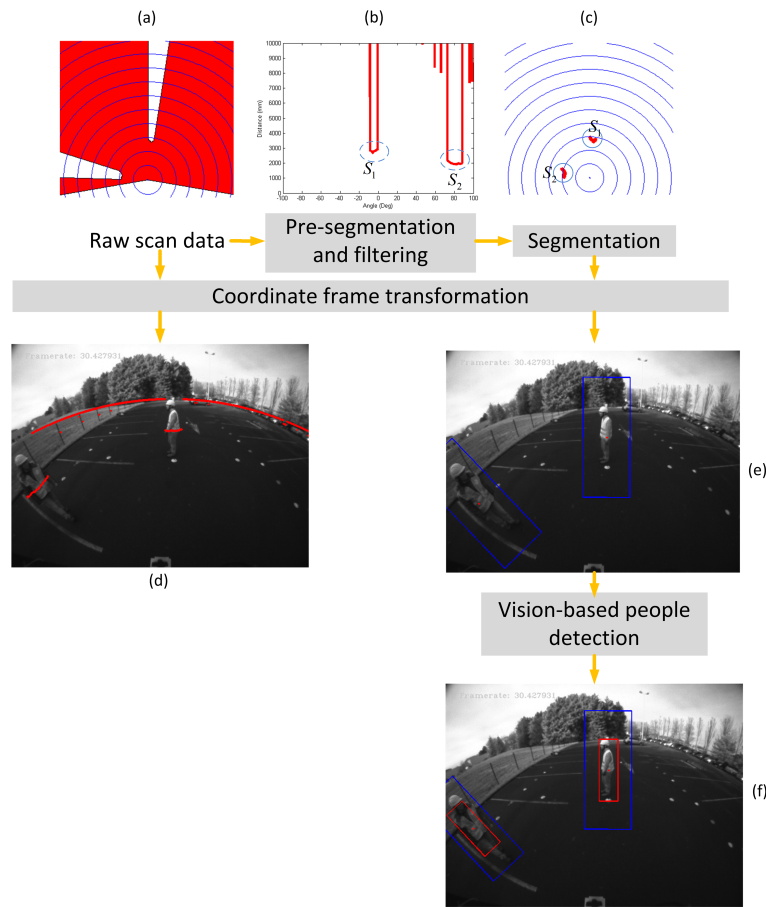 (a)
(b)
(c)
10000
9000
8000
7000
6000
5000
4000
3000
2000
1000
0
Distance (mm)
-100 -80 -60 -40 -20 0 20 40 60 80 100
Angle (Deg)
S1
S2
S1
S2
Raw scan data
Pre-segmentation
and filtering
Segmentation
Coordinate frame transformation
framerate: 30.427931
framerate: 30.427931
(d)
(e)
Vision-based people
detection
framerate: 30.427931
(f)